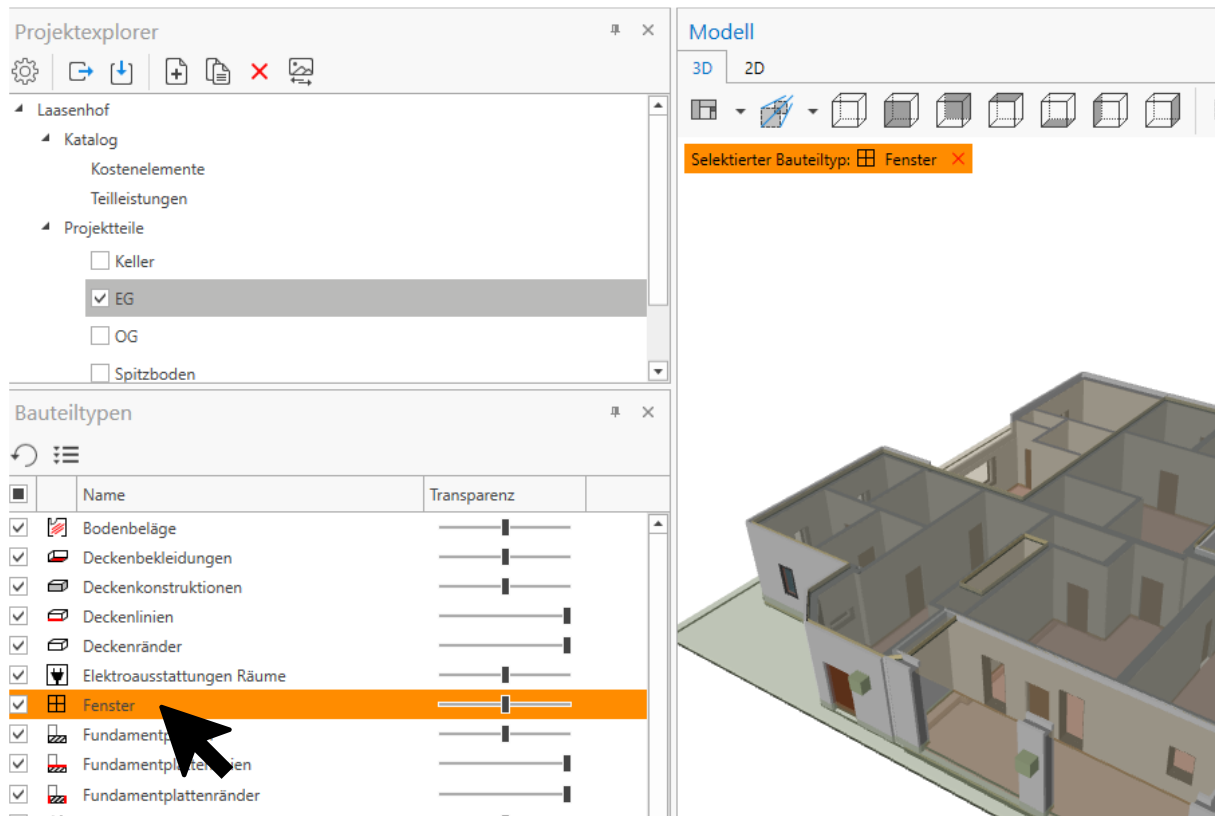 Projektexplorer
Laasenhof
Katalog
Kostenelemente
Teilleistungen
Projektteile
Keller
EG
OG
Spitzboden
Bauteiltypen
Name Transparenz
Bodenbeläge
Deckenbekleidungen
Deckenkonstruktionen
Deckenlinien
Deckenränder
Elektroausstattungen Räume
Fenster
Fundamentplattenränder
Modell
3D 2D
Selektierter Bauteiltyp: Fenster